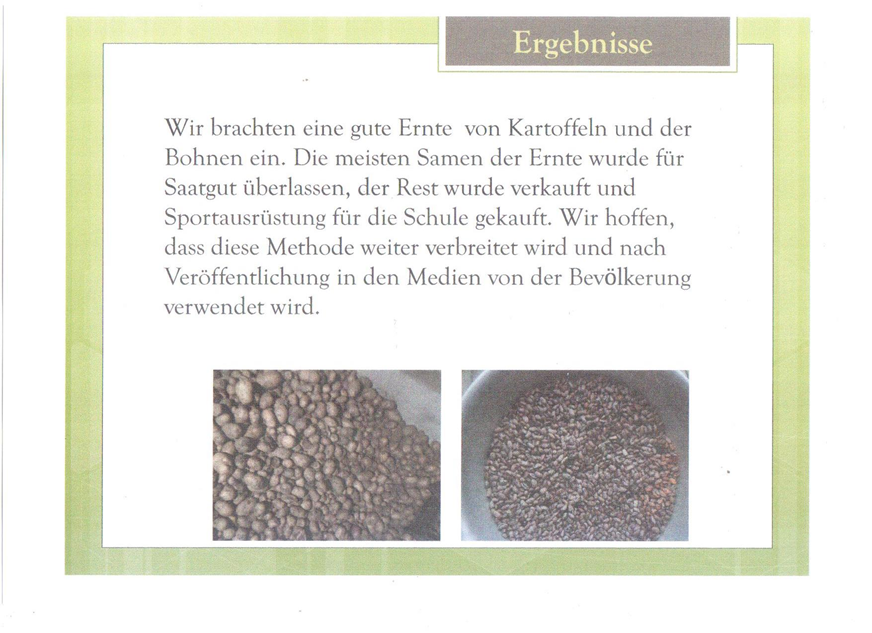 Ergebnisse
Wir brachten eine gute Ernte von Kartoffeln und der
Bohnen ein. Die meisten Samen der Ernte wurde für
Saatgut überlassen, der Rest wurde verkauft und
Sportausrüstung für die Schule gekauft. Wir hoffen,
dass diese Methode weiter verbreitet wird und nach
Veröffentlichung in den Medien von der Bevölkerung
verwendet wird.